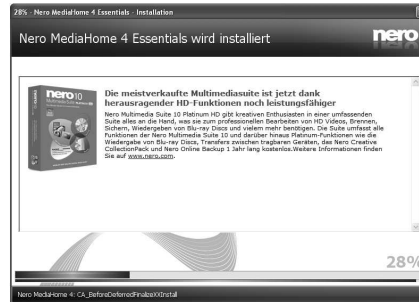 28% - Nero MediaHome 4 Essentials - Installation
Nero MediaHome 4 Essentials wird installiert
nero
nero 10
Die meistverkaufte Multimediasuite ist jetzt dank
herausragender HD-Funktionen noch leistungsfähiger
Nero Multimedia Suite 10 Platinum HD gibt kreativen Enthusiasten in einer umfassenden
Suite alles an die Hand, was sie zum professionellen Bearbeiten von HD Videos, Brennen,
Sichern, Wiedergeben von Blu-ray Discs und vielem mehr benötigen. Die Suite umfasst alle
Funktionen der Nero Multimedia Suite 10 und darüber hinaus Platinum-Funktionen wie die
Wiedergabe von Blu-ray Discs, Transfers zwischen tragbaren Geräten, das Nero Creative
CollectionPack und Nero Online Backup 1 Jahr lang kostenlos.Weitere Informationen finden
Sie auf www.nero.com.
28%
Nero MediaHome 4: CA_BeforeDeferredFinalizeXXInstall